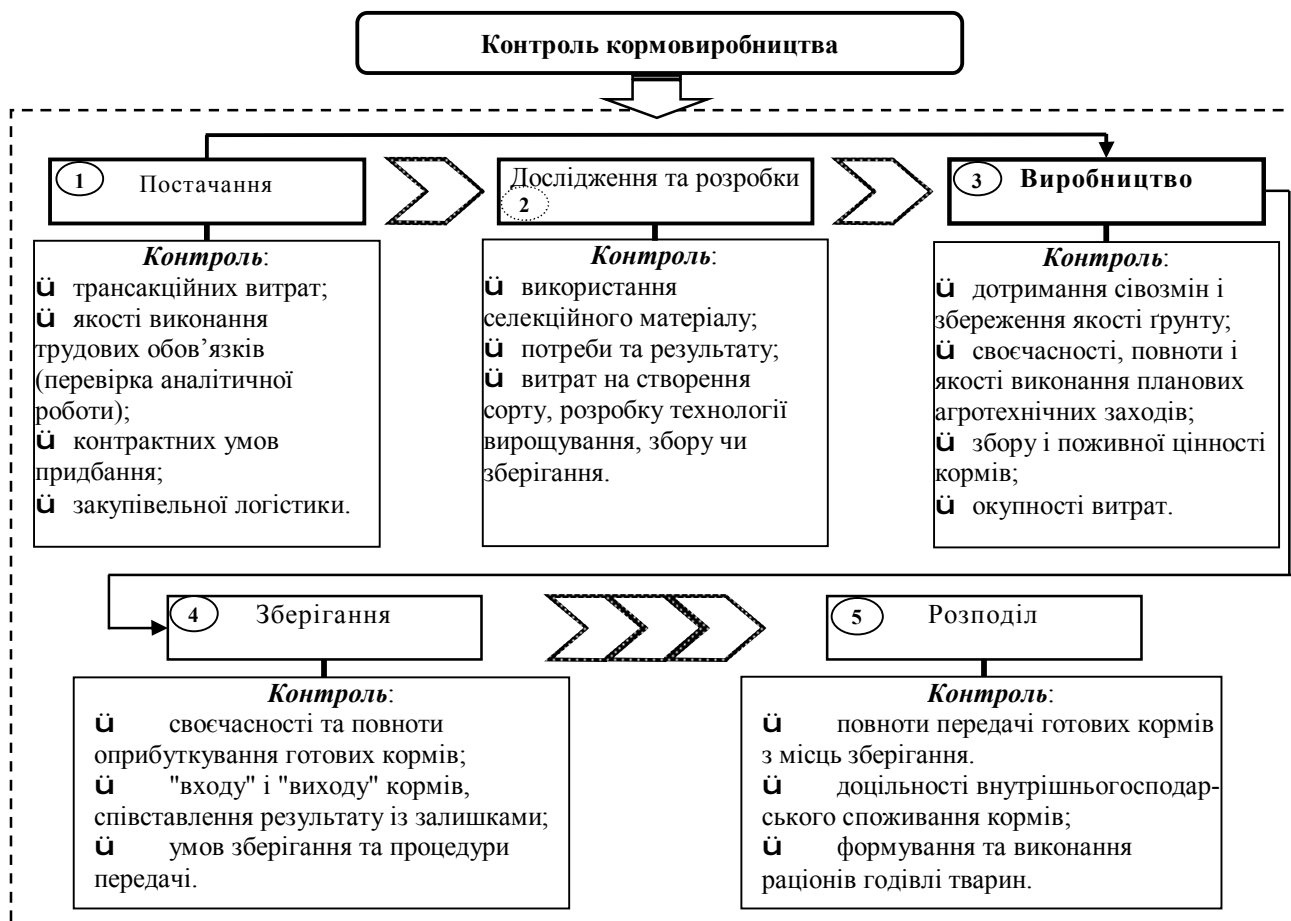 Контроль кормовиробництва
1 Постачання
Контроль:
ü трансакційних витрат;
ü якості виконання
трудових обов’язків
(перевірка аналітичної
роботи);
ü контрактних умов
придбання;
ü закупівельної логістики.
Дослідження та розробки
2
Контроль:
ü використання
селекційного матеріалу;
ü потреби та результату;
ü витрат на створення
сорту, розробку технології
вирощування, збору чи
зберігання.
3 Виробництво
Контроль:
ü дотримання сівозмін і
збереження якості ґрунту;
ü своєчасності, повноти і
якості виконання планових
агротехнічних заходів;
ü збору і поживної цінності
кормів;
ü окупності витрат.
4 Зберігання
Контроль:
ü своєчасності та повноти
оприбуткування готових кормів;
ü "входу" і "виходу" кормів,
співставлення результату із залишками;
ü умов зберігання та процедури
передачі.
5 Розподіл
Контроль:
ü повноти передачі готових кормів
з місць зберігання.
ü доцільності внутрішньогосподар-
ського споживання кормів;
ü формування та виконання
раціонів годівлі тварин.